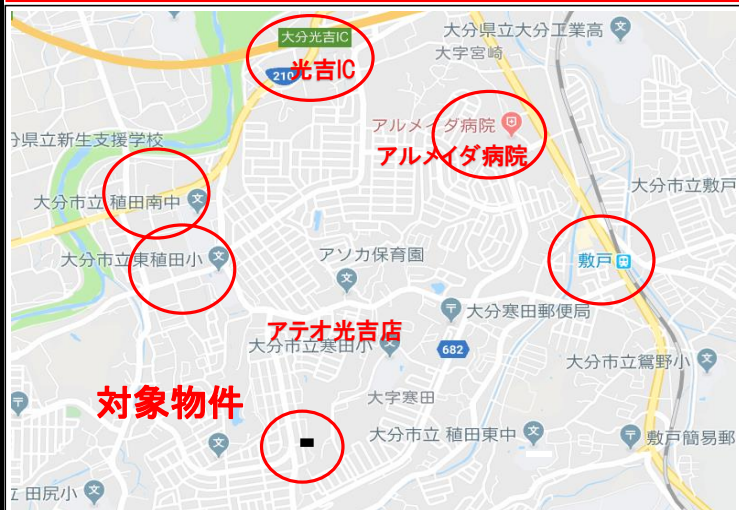 大分県立大分工業高
大分光吉IC
大字宮崎
光吉IC
210
アルメイダ病院
アルメイダ病院
県立新生支援学校
大分市立敷戸
大分市立 稙田南中
大分市立東稙田小
アソカ保育園
敷戸
大分寒田郵便局
アテオ光吉店
大分市立寒田小
682
大分市立鴛野小
対象物件
大字寒田
大分市立 稙田東中
敷戸簡易郵
立 田尻小